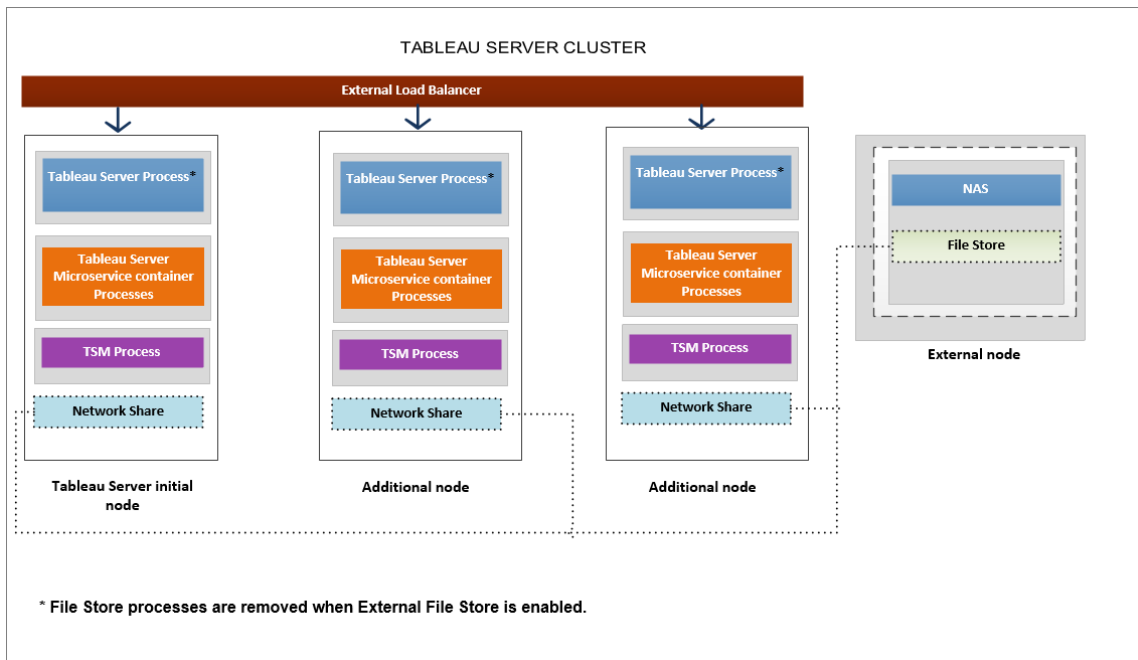 TABLEAU SERVER CLUSTER
External Load Balancer
Tableau Server Process*
Tableau Server
Microservice container
Processes
TSM Process
Network Share
Tableau Server initial
node
Tableau Server Process*
Tableau Server
Microservice container
Processes
TSM Process
Network Share
Additional node
Tableau Server Process*
Tableau Server
Microservice container
Processes
TSM Process
Network Share
Additional node
NAS
File Store
External node
* File Store processes are removed when External File Store is enabled.